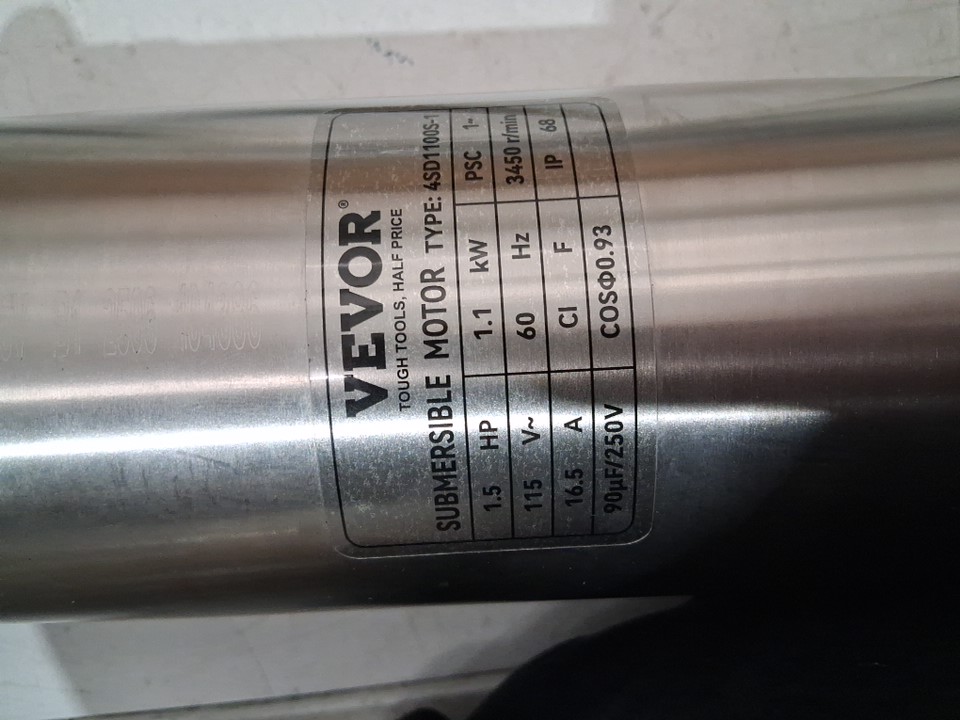 VEVOR®
TOUGH TOOLS, HALF PRICE
SUBMERSIBLE MOTOR TYPE: 4SD1100S-1
1.5 HP 1.1 kW PSC 1~
115 V~ 60 Hz 3450 r/min
16.5 A Cl F IP 68
90μF/250V COSΦ0.93